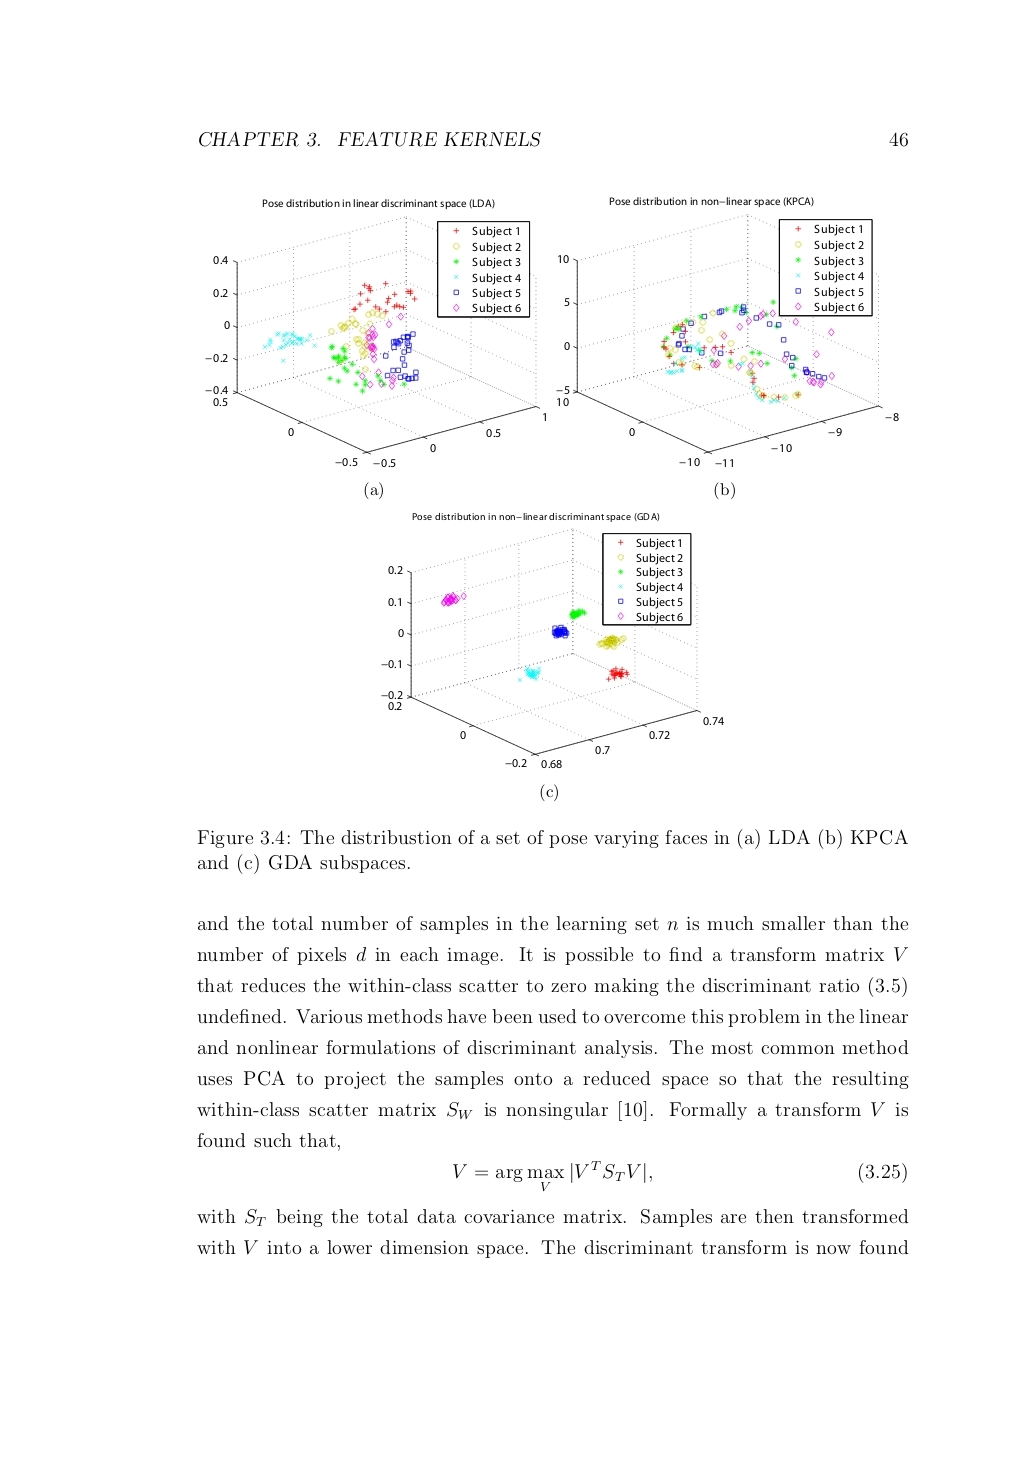 CHAPTER 3. FEATURE KERNELS 46
Pose distribution in linear discriminant space (LDA)
Subject 1
Subject 2
Subject 3
Subject 4
Subject 5
Subject 6
0.4
0.2
0
−0.2
−0.4
0.5
0
−0.5
−0.5
0
0.5
1
(a)
Pose distribution in non−linear space (KPCA)
Subject 1
Subject 2
Subject 3
Subject 4
Subject 5
Subject 6
10
5
0
−5
10
0
−10
−11
−10
−9
−8
(b)
Pose distribution in non−linear discriminant space (GDA)
Subject 1
Subject 2
Subject 3
Subject 4
Subject 5
Subject 6
0.2
0.1
0
−0.1
−0.2
0.2
0
−0.2
0.68
0.7
0.72
0.74
(c)
Figure 3.4: The distribustion of a set of pose varying faces in (a) LDA (b) KPCA
and (c) GDA subspaces.
and the total number of samples in the learning set n is much smaller than the
number of pixels d in each image. It is possible to find a transform matrix V
that reduces the within-class scatter to zero making the discriminant ratio (3.5)
undefined. Various methods have been used to overcome this problem in the linear
and nonlinear formulations of discriminant analysis. The most common method
uses PCA to project the samples onto a reduced space so that the resulting
within-class scatter matrix S_W is nonsingular [10]. Formally a transform V is
found such that,
V = arg max_V |V^T S_T V|, (3.25)
with S_T being the total data covariance matrix. Samples are then transformed
with V into a lower dimension space. The discriminant transform is now found